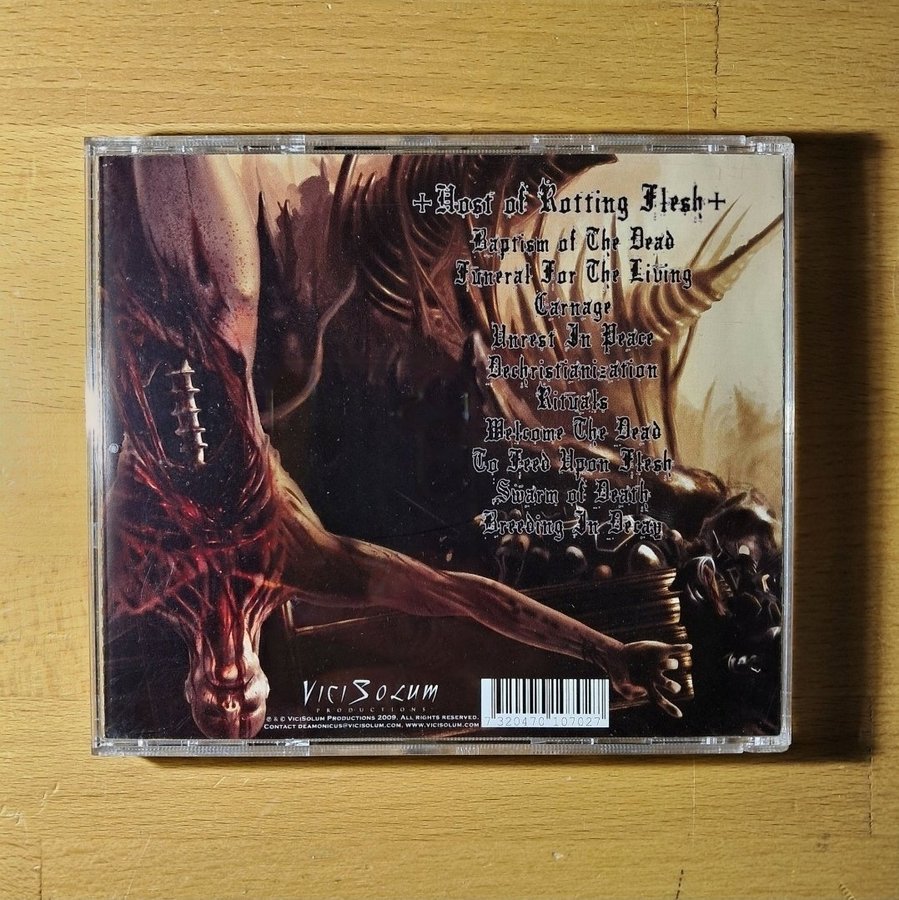 +Host of Rotting Flesh+
Baptism of The Dead
Funeral For The Living
Carnage
Unrest In Peace
Dechristianization
Rituals
Welcome The Dead
To Feed Upon Flesh
Swarm of Death
Breeding In Decay
ViciSolum
PRODUCTIONS
℗ & © ViciSolum Productions 2009. All rights reserved.
Contact deamonicus@vicisolum.com, www.vicisolum.com
7 320470 107027